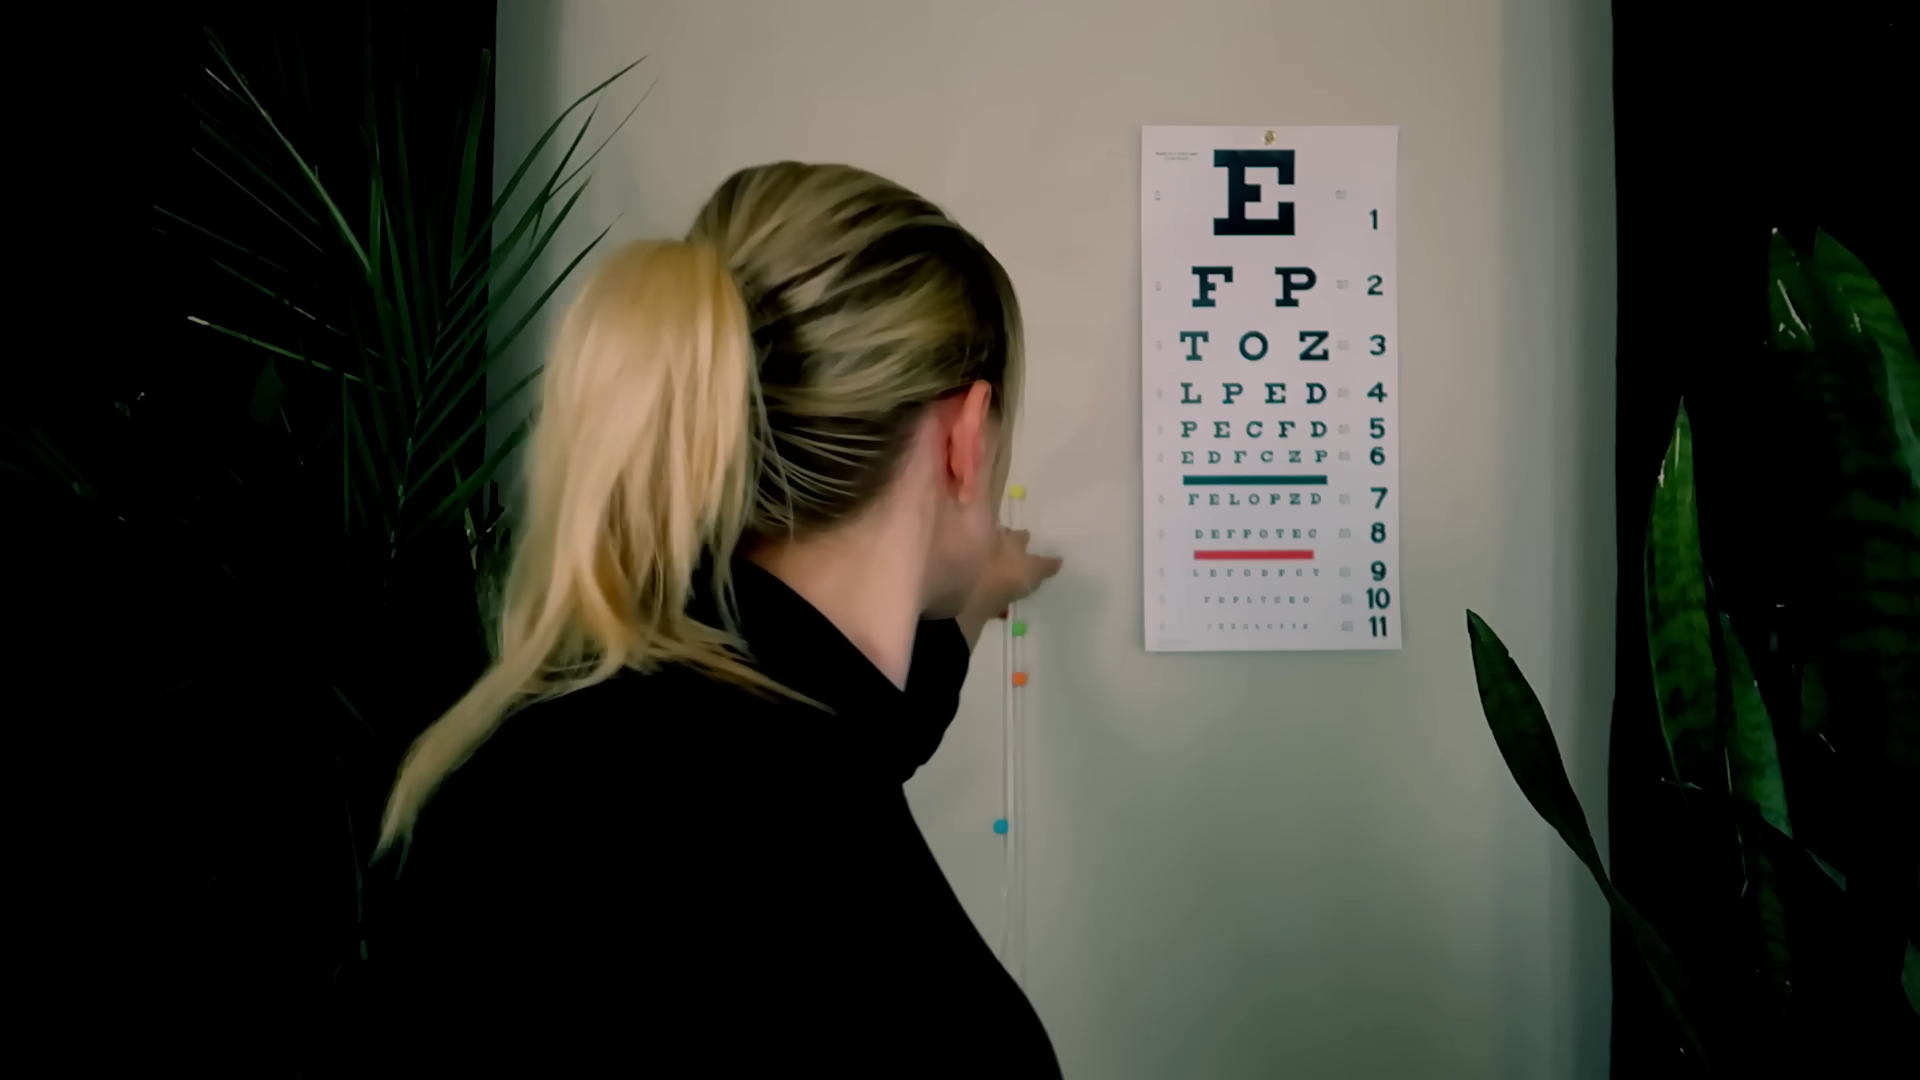 E 1
F P 2
T O Z 3
L P E D 4
P E C F D 5
E D F C Z P 6
F E L O P Z D 7
D E F P O T E C 8
9
10
11